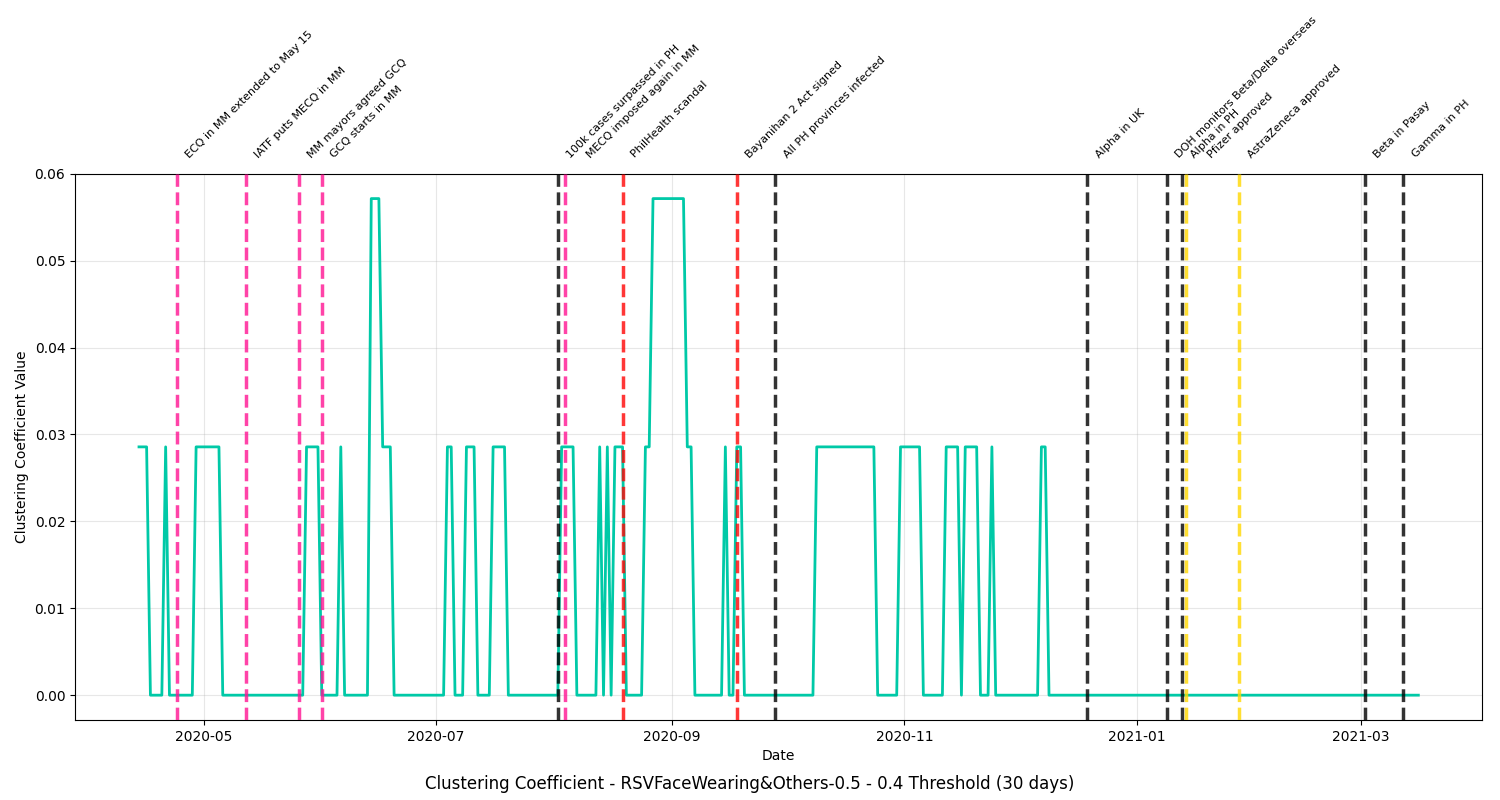 ECQ in MM extended to May 15
IATF puts MECQ in MM
MM mayors agreed GCQ
GCQ starts in MM
100k cases surpassed in PH
MECQ imposed again in MM
PhilHealth scandal
Bayanihan 2 Act signed
All PH provinces infected
Alpha in UK
DOH monitors Beta/Delta overseas
Alpha in PH
Pfizer approved
AstraZeneca approved
Beta in Pasay
Gamma in PH
Clustering Coefficient Value
0.06
0.05
0.04
0.03
0.02
0.01
0.00
2020-05
2020-07
2020-09
2020-11
2021-01
2021-03
Date
Clustering Coefficient - RSVFaceWearing&Others-0.5 - 0.4 Threshold (30 days)